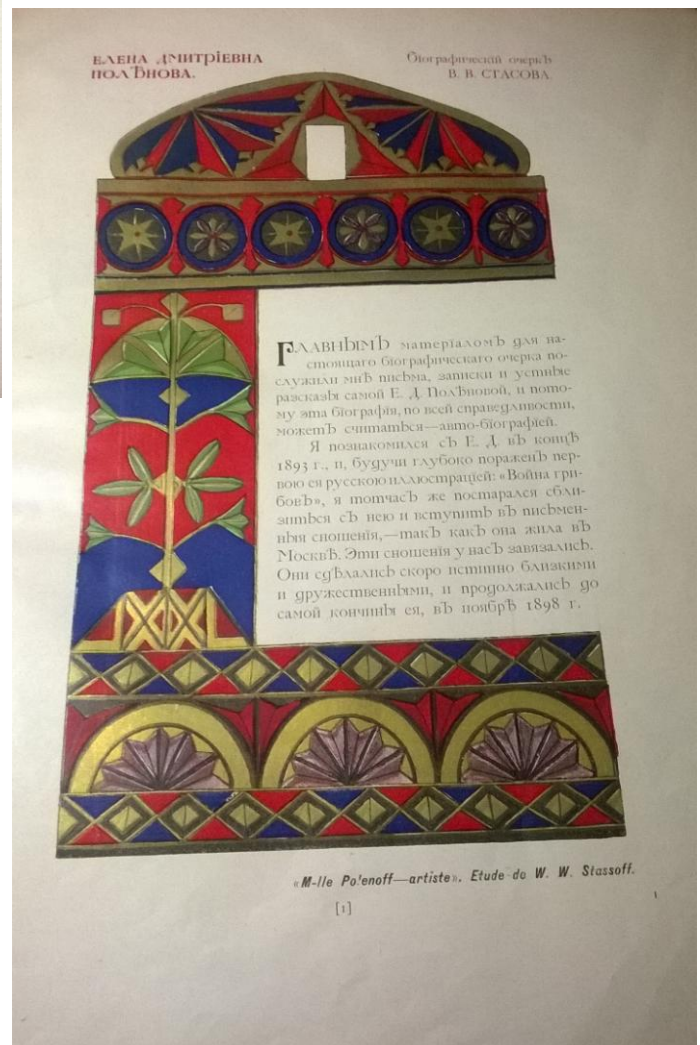 ЕЛЕНА ДМИТРІЕВНА
ПОЛѢНОВА.
біографическій очеркъ
В. В. СТАСОВА.
ГЛАВНЫМЪ матеріаломъ для на-
стоящаго біографическаго очерка по-
служили мнѣ письма, записки и устные
разсказы самой Е. Д. Полѣновой, и пото-
му эта біографія, по всей справедливости,
можетъ считаться—авто-біографіей.
Я познакомился съ Е. Д. въ концѣ
1893 г., и, будучи глубоко пораженъ пер-
вою ея русскою иллюстраціей: «Война гри-
бовъ», я тотчасъ же постарался сбли-
зиться съ нею и вступить въ письмен-
ныя сношенія,—такъ какъ она жила въ
Москвѣ. Эти сношенія у насъ завязались.
Они сдѣлались скоро истинно близкими
и дружественными, и продолжались до
самой кончины ея, въ ноябрѣ 1898 г.
«M-lle Polenoff—artiste». Etude de W. W. Stassoff.
[1]